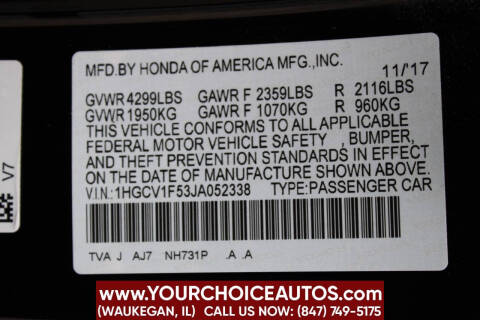 MFD.BY HONDA OF AMERICA MFG.,INC. 11/'17
GVWR 4299LBS GAWR F 2359LBS R 2116LBS
GVWR 1950KG GAWR F 1070KG R 960KG
THIS VEHICLE CONFORMS TO ALL APPLICABLE
FEDERAL MOTOR VEHICLE SAFETY , BUMPER,
AND THEFT PREVENTION STANDARDS IN EFFECT
ON THE DATE OF MANUFACTURE SHOWN ABOVE.
V.I.N.:1HGCV1F53JA052338 TYPE:PASSENGER CAR
TVA J AJ7 NH731P .A .A
V7
WWW.YOURCHOICEAUTOS.COM
(WAUKEGAN, IL) CALL US NOW: (847) 749-5175